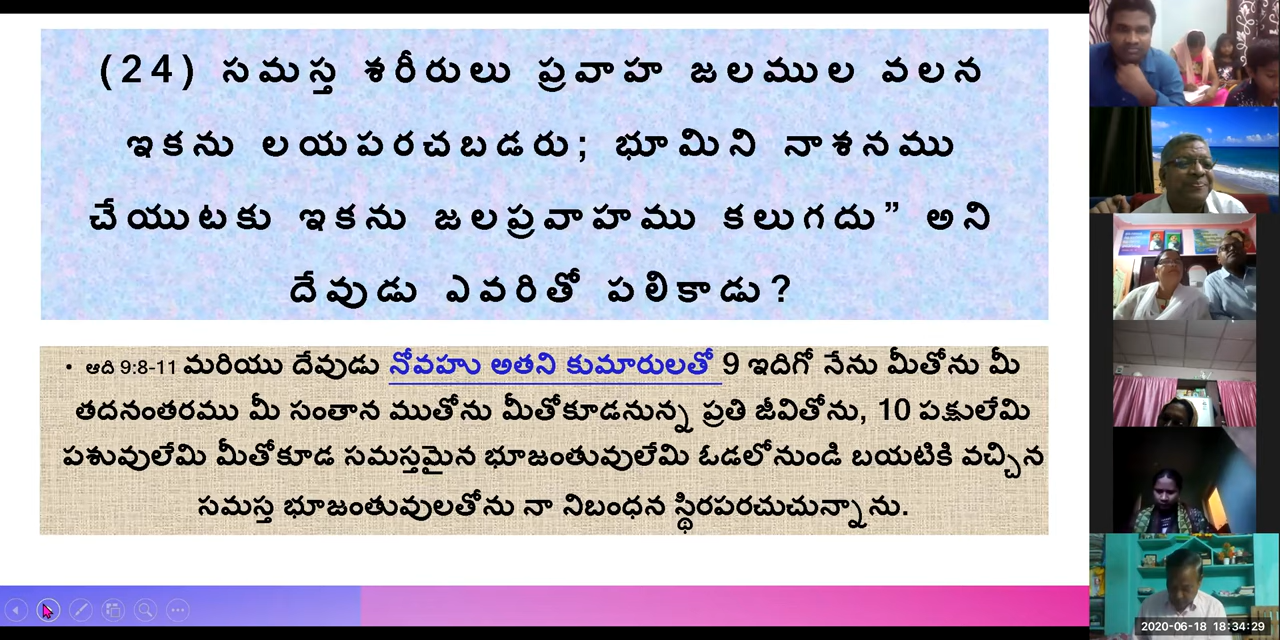 (24) సమస్త శరీరులు ప్రవాహ జలముల వలన
ఇకను లయపరచబడరు; భూమిని నాశనము
చేయుటకు ఇకను జలప్రవాహము కలుగదు” అని
దేవుడు ఎవరితో పలికాడు?
• ఆది 9:8-11 మరియు దేవుడు నోవహు అతని కుమారులతో 9 ఇదిగో నేను మీతోను మీ
తదనంతరము మీ సంతాన ముతోను మీతోకూడనున్న ప్రతి జీవితోను, 10 పక్షులేమి
పశువులేమి మీతోకూడ సమస్తమైన భూజంతువులేమి ఓడలోనుండి బయటికి వచ్చిన
సమస్త భూజంతువులతోను నా నిబంధన స్థిరపరచుచున్నాను.
2020-06-18 18:34:29